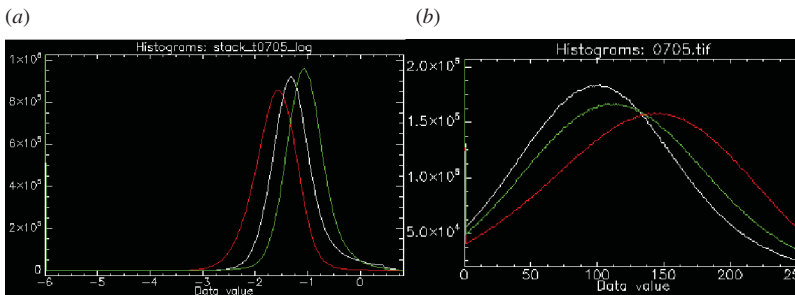 (a)
Histograms: stack_t0705_log
1×10⁶
8×10⁵
6×10⁵
4×10⁵
2×10⁵
0
−6 −5 −4 −3 −2 −1 0
Data value
(b)
Histograms: 0705.tif
2.0×10⁵
1.5×10⁵
1.0×10⁵
5.0×10⁴
0 50 100 150 200 25
Data value